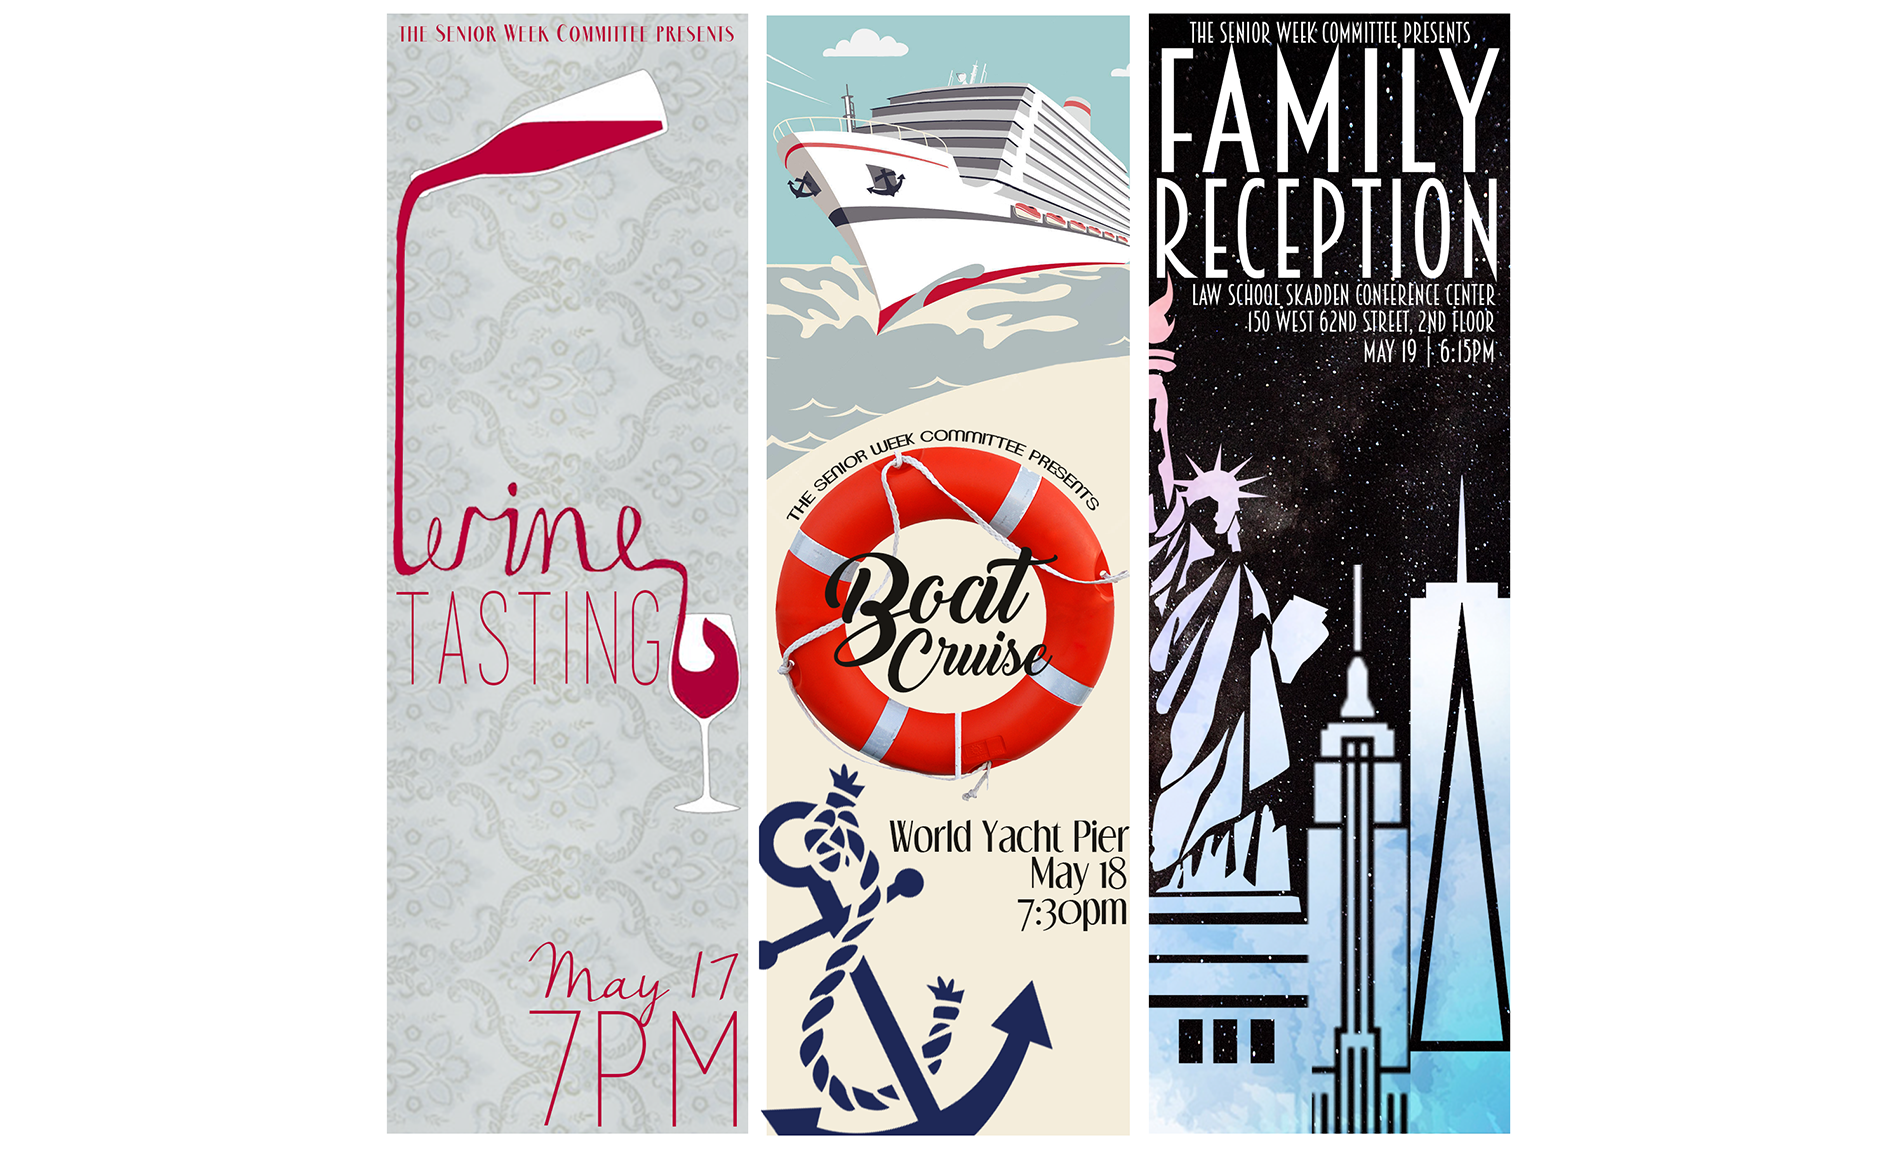 THE SENIOR WEEK COMMITTEE PRESENTS
wine
TASTING
May 17
7PM
THE SENIOR WEEK COMMITTEE PRESENTS
Boat
Cruise
World Yacht Pier
May 18
7:30pm
THE SENIOR WEEK COMMITTEE PRESENTS
FAMILY
RECEPTION
LAW SCHOOL SKADDEN CONFERENCE CENTER
150 WEST 62ND STREET, 2ND FLOOR
MAY 19 | 6:15PM